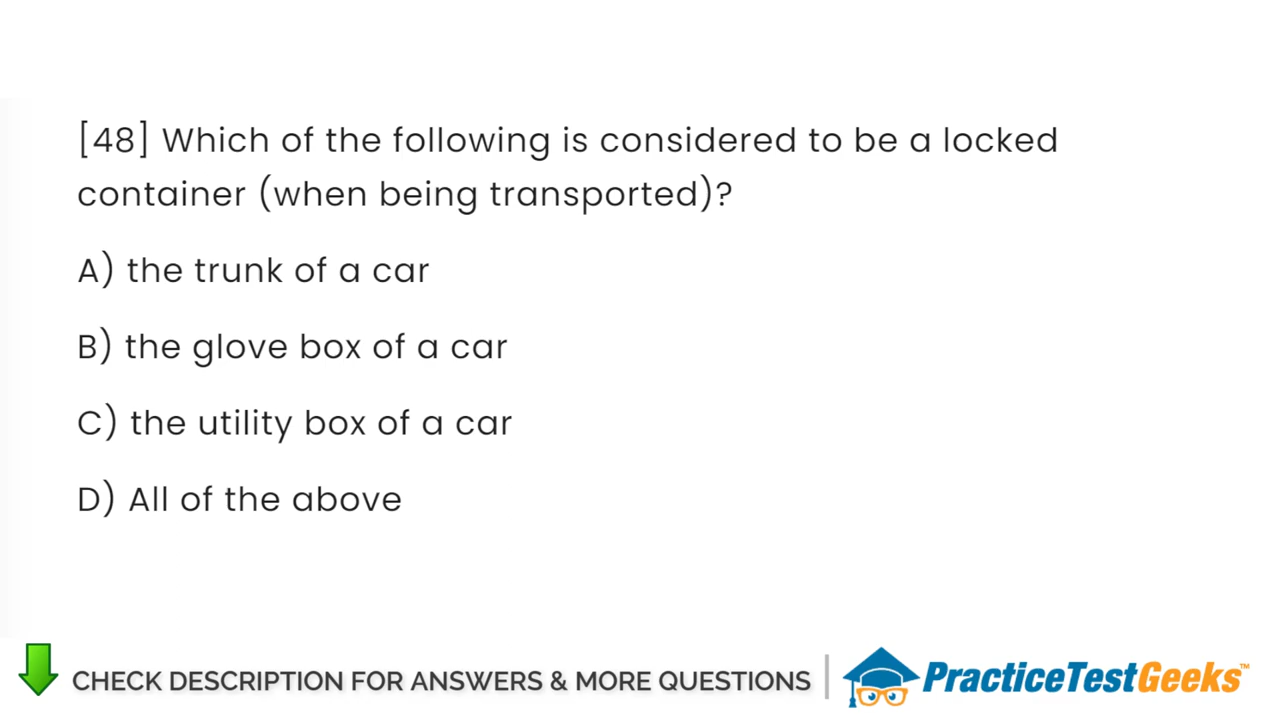 [48] Which of the following is considered to be a locked
container (when being transported)?
A) the trunk of a car
B) the glove box of a car
C) the utility box of a car
D) All of the above
CHECK DESCRIPTION FOR ANSWERS & MORE QUESTIONS
PracticeTestGeeks™